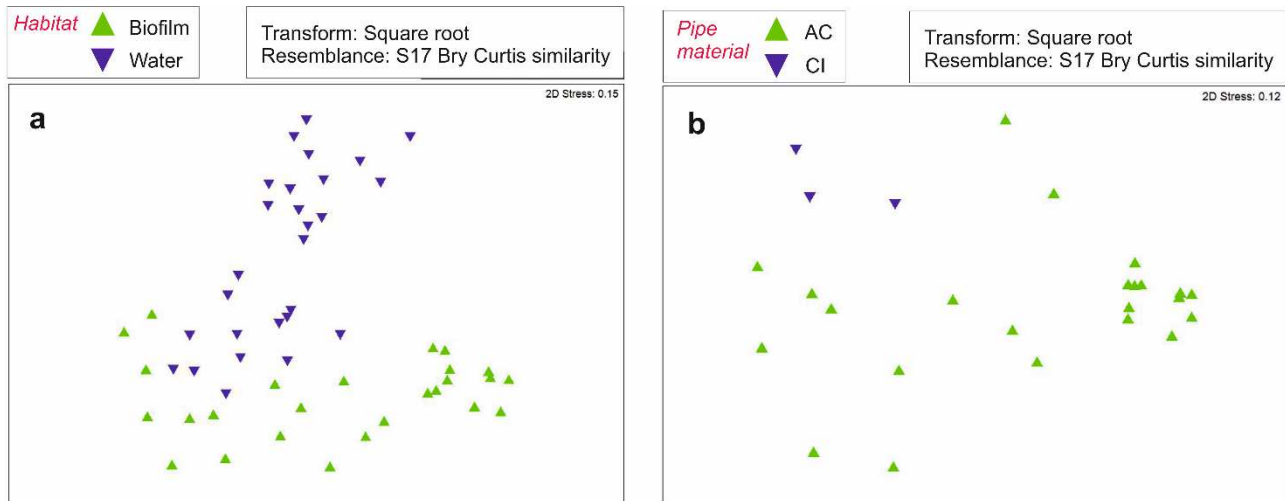 Habitat
Biofilm
Water
Transform: Square root
Resemblance: S17 Bry Curtis similarity
2D Stress: 0.15
a
Pipe
material
AC
CI
Transform: Square root
Resemblance: S17 Bry Curtis similarity
2D Stress: 0.12
b